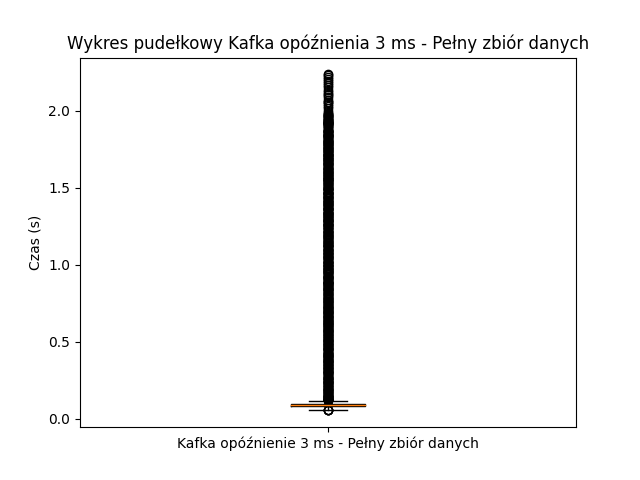 Wykres pudełkowy Kafka opóźnienia 3 ms - Pełny zbiór danych
2.0
1.5
1.0
0.5
0.0
Czas (s)
Kafka opóźnienie 3 ms - Pełny zbiór danych